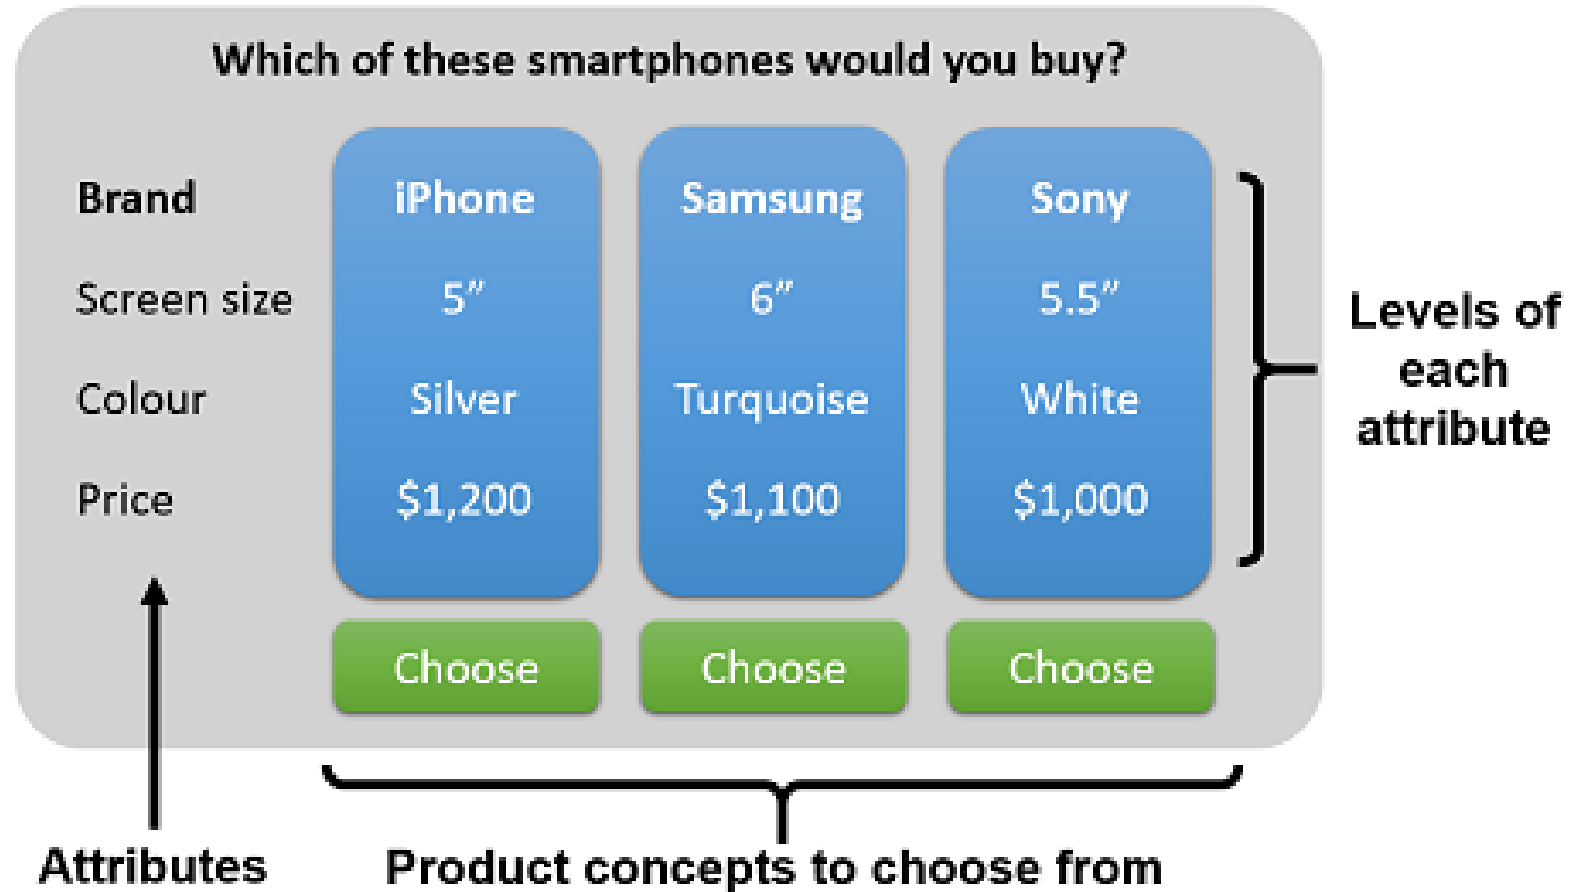 Which of these smartphones would you buy?
Brand iPhone Samsung Sony
Screen size 5″ 6″ 5.5″
Colour Silver Turquoise White
Price $1,200 $1,100 $1,000
Choose Choose Choose
Levels of
each
attribute
Attributes
Product concepts to choose from